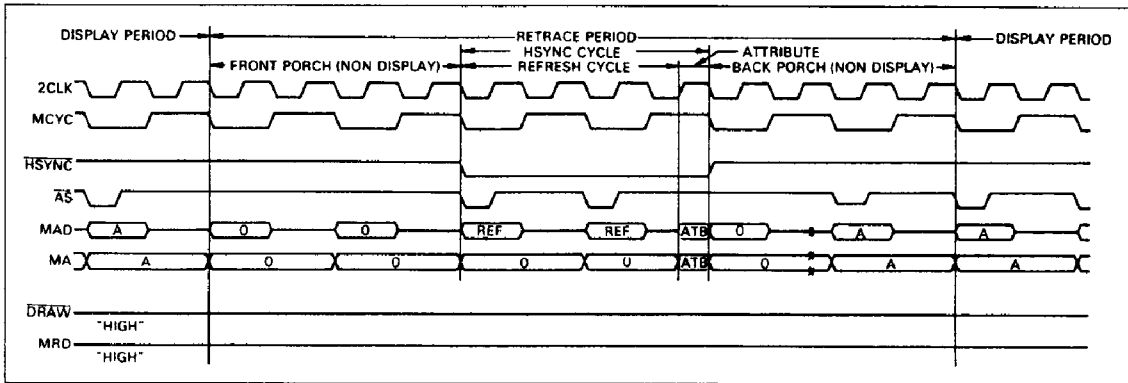 DISPLAY PERIOD RETRACE PERIOD DISPLAY PERIOD
HSYNC CYCLE ATTRIBUTE
FRONT PORCH (NON DISPLAY) REFRESH CYCLE BACK PORCH (NON DISPLAY)
2CLK
MCYC
HSYNC
AS
MAD A 0 0 REF REF ATB 0 A A
MA A 0 0 0 0 ATB 0 A A
DRAW
"HIGH"
MRD
"HIGH"